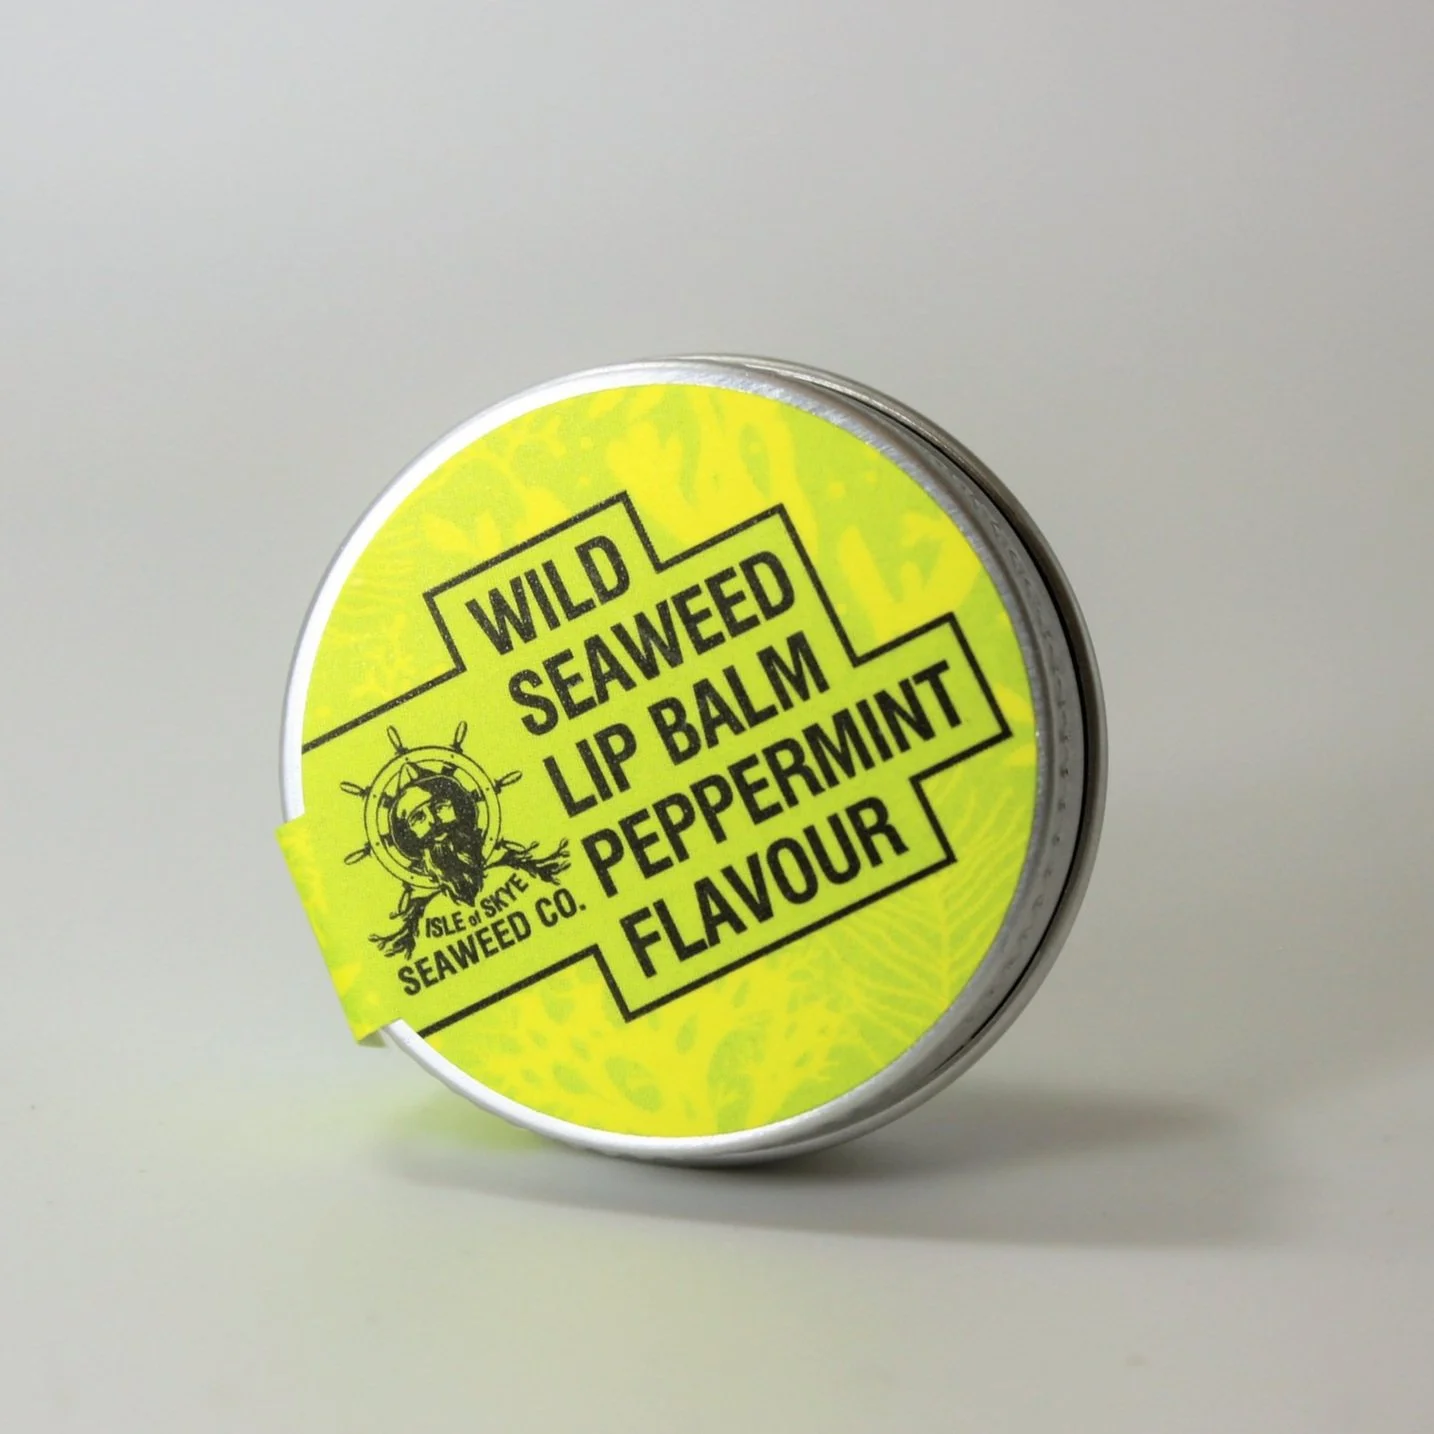 WILD
SEAWEED
LIP BALM
PEPPERMINT
FLAVOUR
ISLE of SKYE
SEAWEED CO.